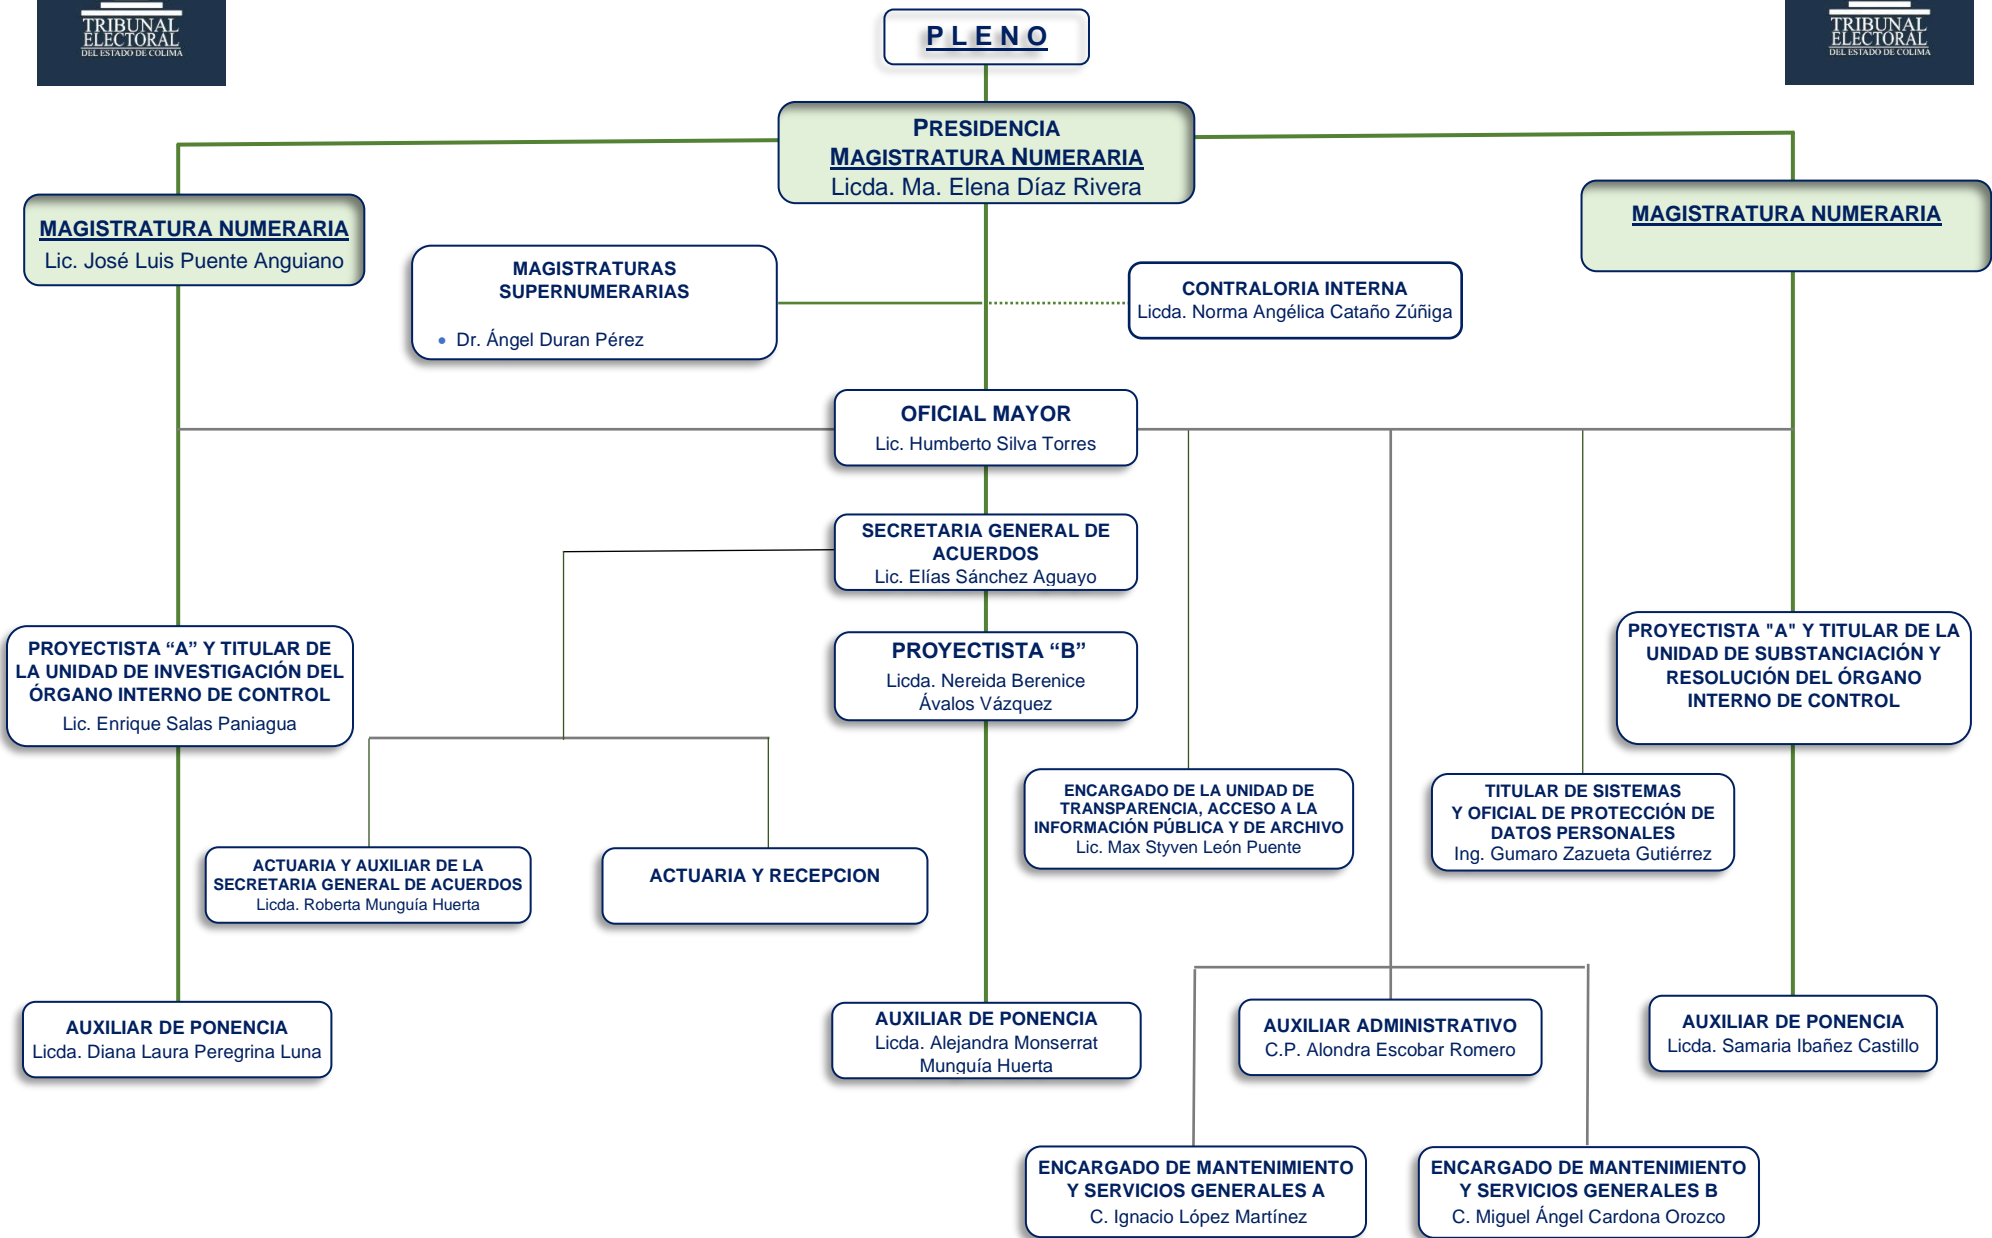 TRIBUNAL
ELECTORAL
DEL ESTADO DE COLIMA
P L E N O
TRIBUNAL
ELECTORAL
DEL ESTADO DE COLIMA
PRESIDENCIA
MAGISTRATURA NUMERARIA
Licda. Ma. Elena Díaz Rivera
MAGISTRATURA NUMERARIA
Lic. José Luis Puente Anguiano
MAGISTRATURA NUMERARIA
MAGISTRATURAS
SUPERNUMERARIAS
• Dr. Ángel Duran Pérez
CONTRALORIA INTERNA
Licda. Norma Angélica Cataño Zúñiga
OFICIAL MAYOR
Lic. Humberto Silva Torres
SECRETARIA GENERAL DE
ACUERDOS
Lic. Elías Sánchez Aguayo
PROYECTISTA “A” Y TITULAR DE
LA UNIDAD DE INVESTIGACIÓN DEL
ÓRGANO INTERNO DE CONTROL
Lic. Enrique Salas Paniagua
PROYECTISTA “B”
Licda. Nereida Berenice
Ávalos Vázquez
PROYECTISTA "A" Y TITULAR DE LA
UNIDAD DE SUBSTANCIACIÓN Y
RESOLUCIÓN DEL ÓRGANO
INTERNO DE CONTROL
ENCARGADO DE LA UNIDAD DE
TRANSPARENCIA, ACCESO A LA
INFORMACIÓN PÚBLICA Y DE ARCHIVO
Lic. Max Styven León Puente
TITULAR DE SISTEMAS
Y OFICIAL DE PROTECCIÓN DE
DATOS PERSONALES
Ing. Gumaro Zazueta Gutiérrez
ACTUARIA Y AUXILIAR DE LA
SECRETARIA GENERAL DE ACUERDOS
Licda. Roberta Munguía Huerta
ACTUARIA Y RECEPCION
AUXILIAR DE PONENCIA
Licda. Diana Laura Peregrina Luna
AUXILIAR DE PONENCIA
Licda. Alejandra Monserrat
Munguía Huerta
AUXILIAR ADMINISTRATIVO
C.P. Alondra Escobar Romero
AUXILIAR DE PONENCIA
Licda. Samaria Ibañez Castillo
ENCARGADO DE MANTENIMIENTO
Y SERVICIOS GENERALES A
C. Ignacio López Martínez
ENCARGADO DE MANTENIMIENTO
Y SERVICIOS GENERALES B
C. Miguel Ángel Cardona Orozco